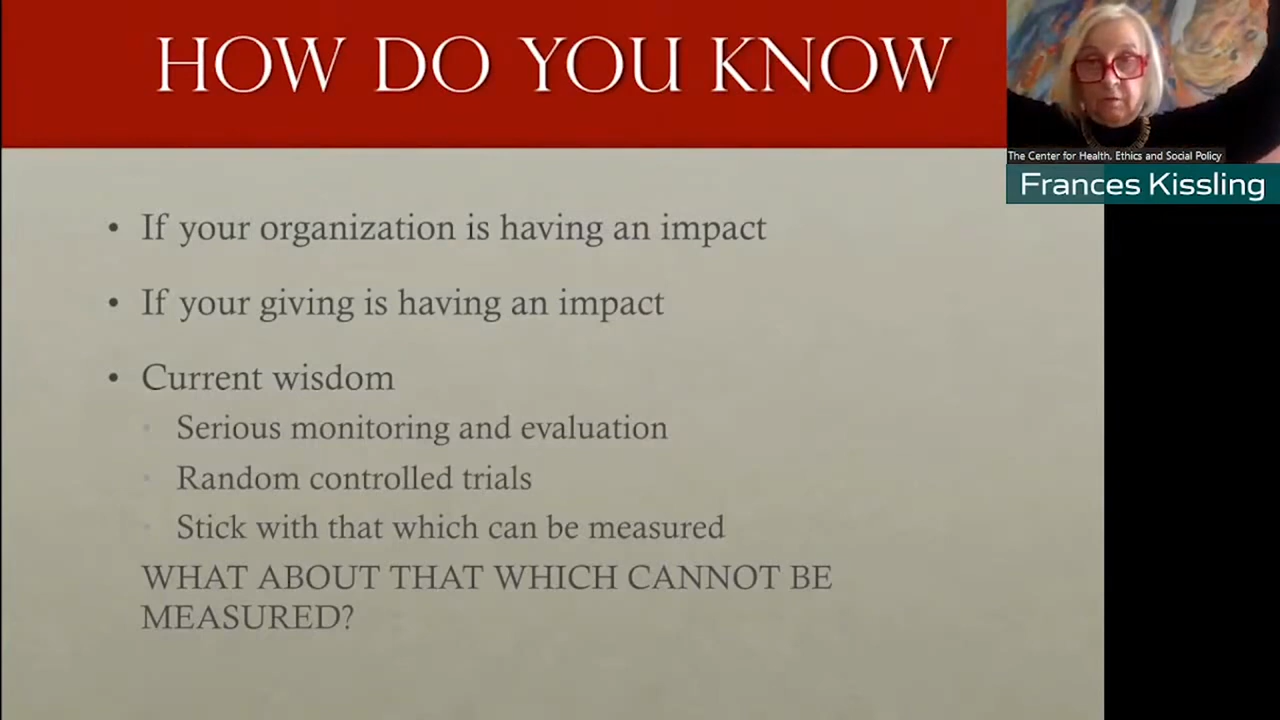 HOW DO YOU KNOW
The Center for Health, Ethics and Social Policy
Frances Kissling
• If your organization is having an impact
• If your giving is having an impact
• Current wisdom
• Serious monitoring and evaluation
• Random controlled trials
• Stick with that which can be measured
WHAT ABOUT THAT WHICH CANNOT BE
MEASURED?